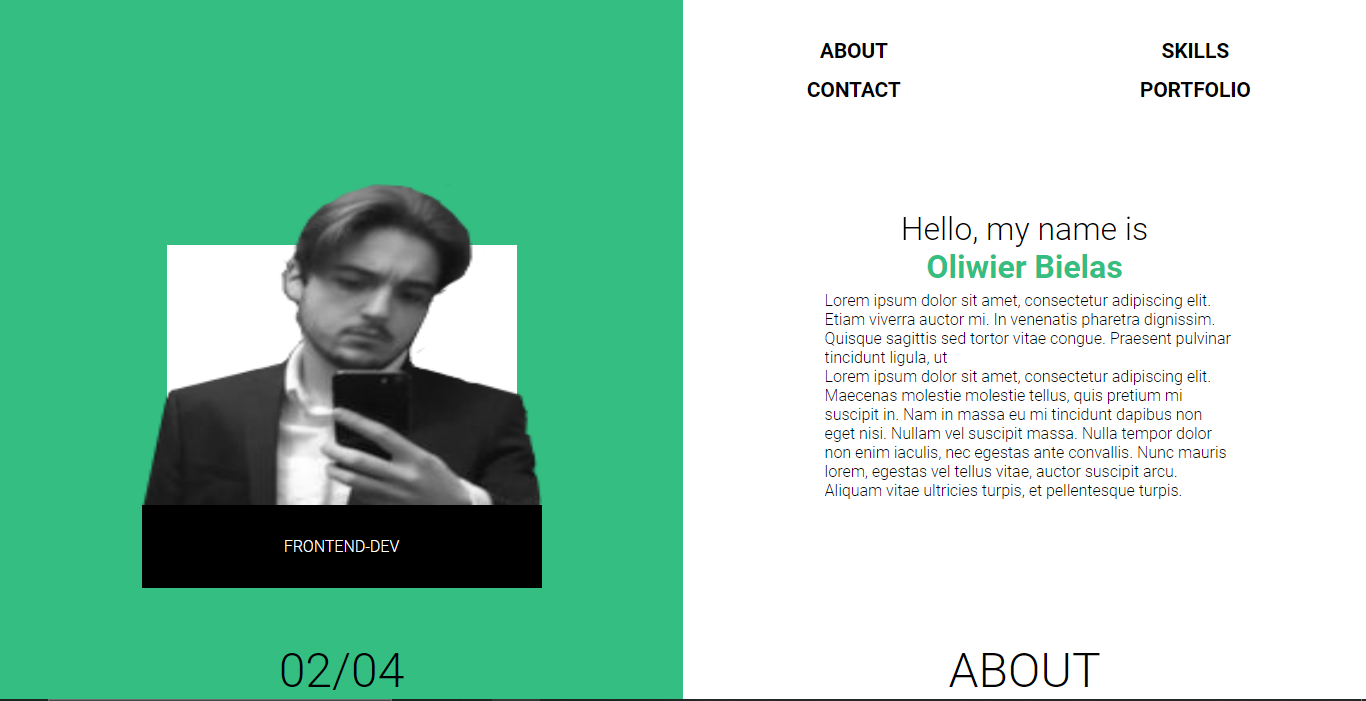 ABOUT SKILLS
CONTACT PORTFOLIO
Hello, my name is
Oliwier Bielas
Lorem ipsum dolor sit amet, consectetur adipiscing elit.
Etiam viverra auctor mi. In venenatis pharetra dignissim.
Quisque sagittis sed tortor vitae congue. Praesent pulvinar
tincidunt ligula, ut
Lorem ipsum dolor sit amet, consectetur adipiscing elit.
Maecenas molestie molestie tellus, quis pretium mi
suscipit in. Nam in massa eu mi tincidunt dapibus non
eget nisi. Nullam vel suscipit massa. Nulla tempor dolor
non enim iaculis, nec egestas ante convallis. Nunc mauris
lorem, egestas vel tellus vitae, auctor suscipit arcu.
Aliquam vitae ultricies turpis, et pellentesque turpis.
FRONTEND-DEV
02/04
ABOUT